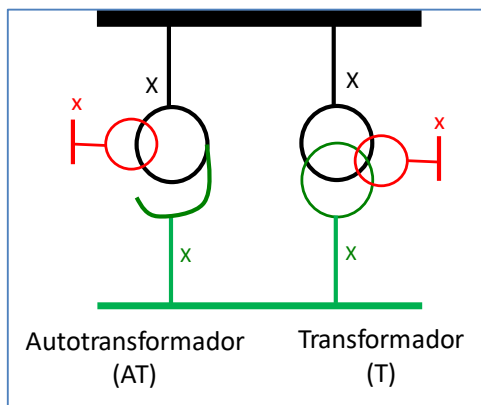 X X
x x
X X
Autotransformador Transformador
(AT) (T)